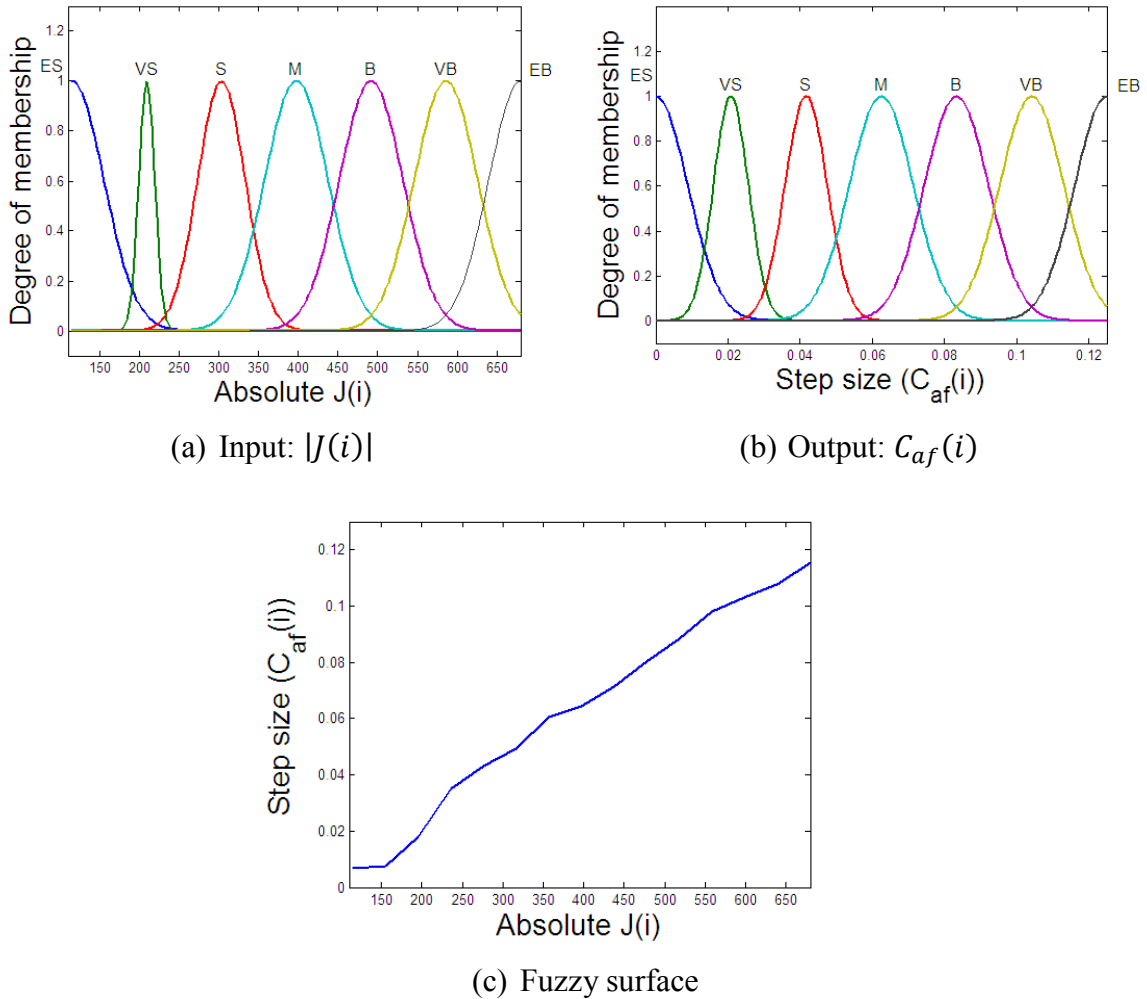 Degree of membership
1.2
1
0.8
0.6
0.4
0.2
0
ES VS S M B VB EB
150 200 250 300 350 400 450 500 550 600 650
Absolute J(i)
(a) Input: |J(i)|
Degree of membership
1.2
1
0.8
0.6
0.4
0.2
0
ES VS S M B VB EB
0 0.02 0.04 0.06 0.08 0.1 0.12
Step size (C_af(i))
(b) Output: C_af(i)
Step size (C_af(i))
0.12
0.1
0.08
0.06
0.04
0.02
0
150 200 250 300 350 400 450 500 550 600 650
Absolute J(i)
(c) Fuzzy surface